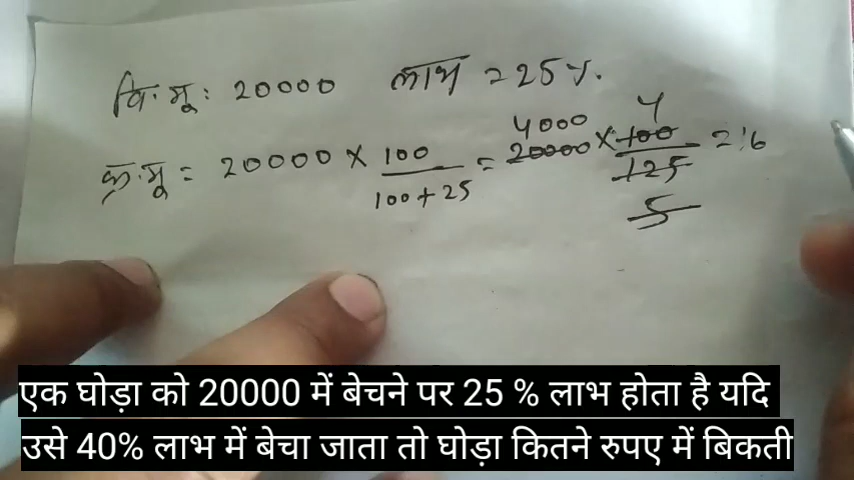 वि.मू: 20000 लाभ = 25%.
क्र.मू = 20000 × 100/100+25 = 4000 20000 × 4 100/125 5 = 16
एक घोड़ा को 20000 में बेचने पर 25 % लाभ होता है यदि
उसे 40% लाभ में बेचा जाता तो घोड़ा कितने रुपए में बिकती